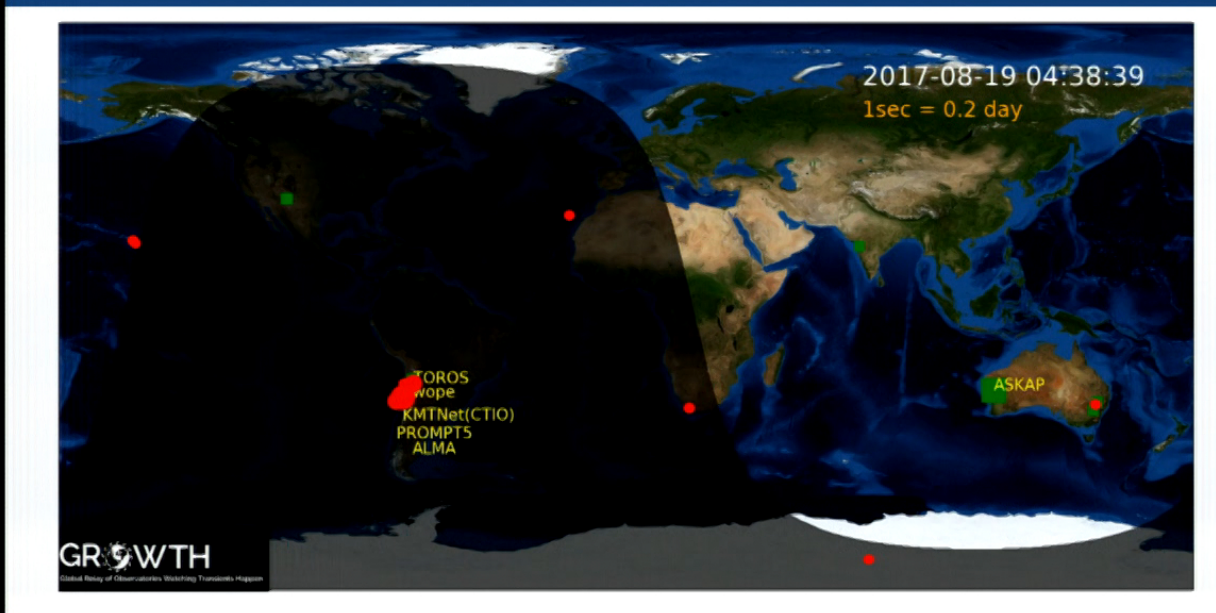 2017-08-19 04:38:39
1sec = 0.2 day
TOROS
KMTNet(CTIO)
PROMPT5
ALMA
ASKAP
GROWTH
Global Relay of Observatories Watching Transients Happen